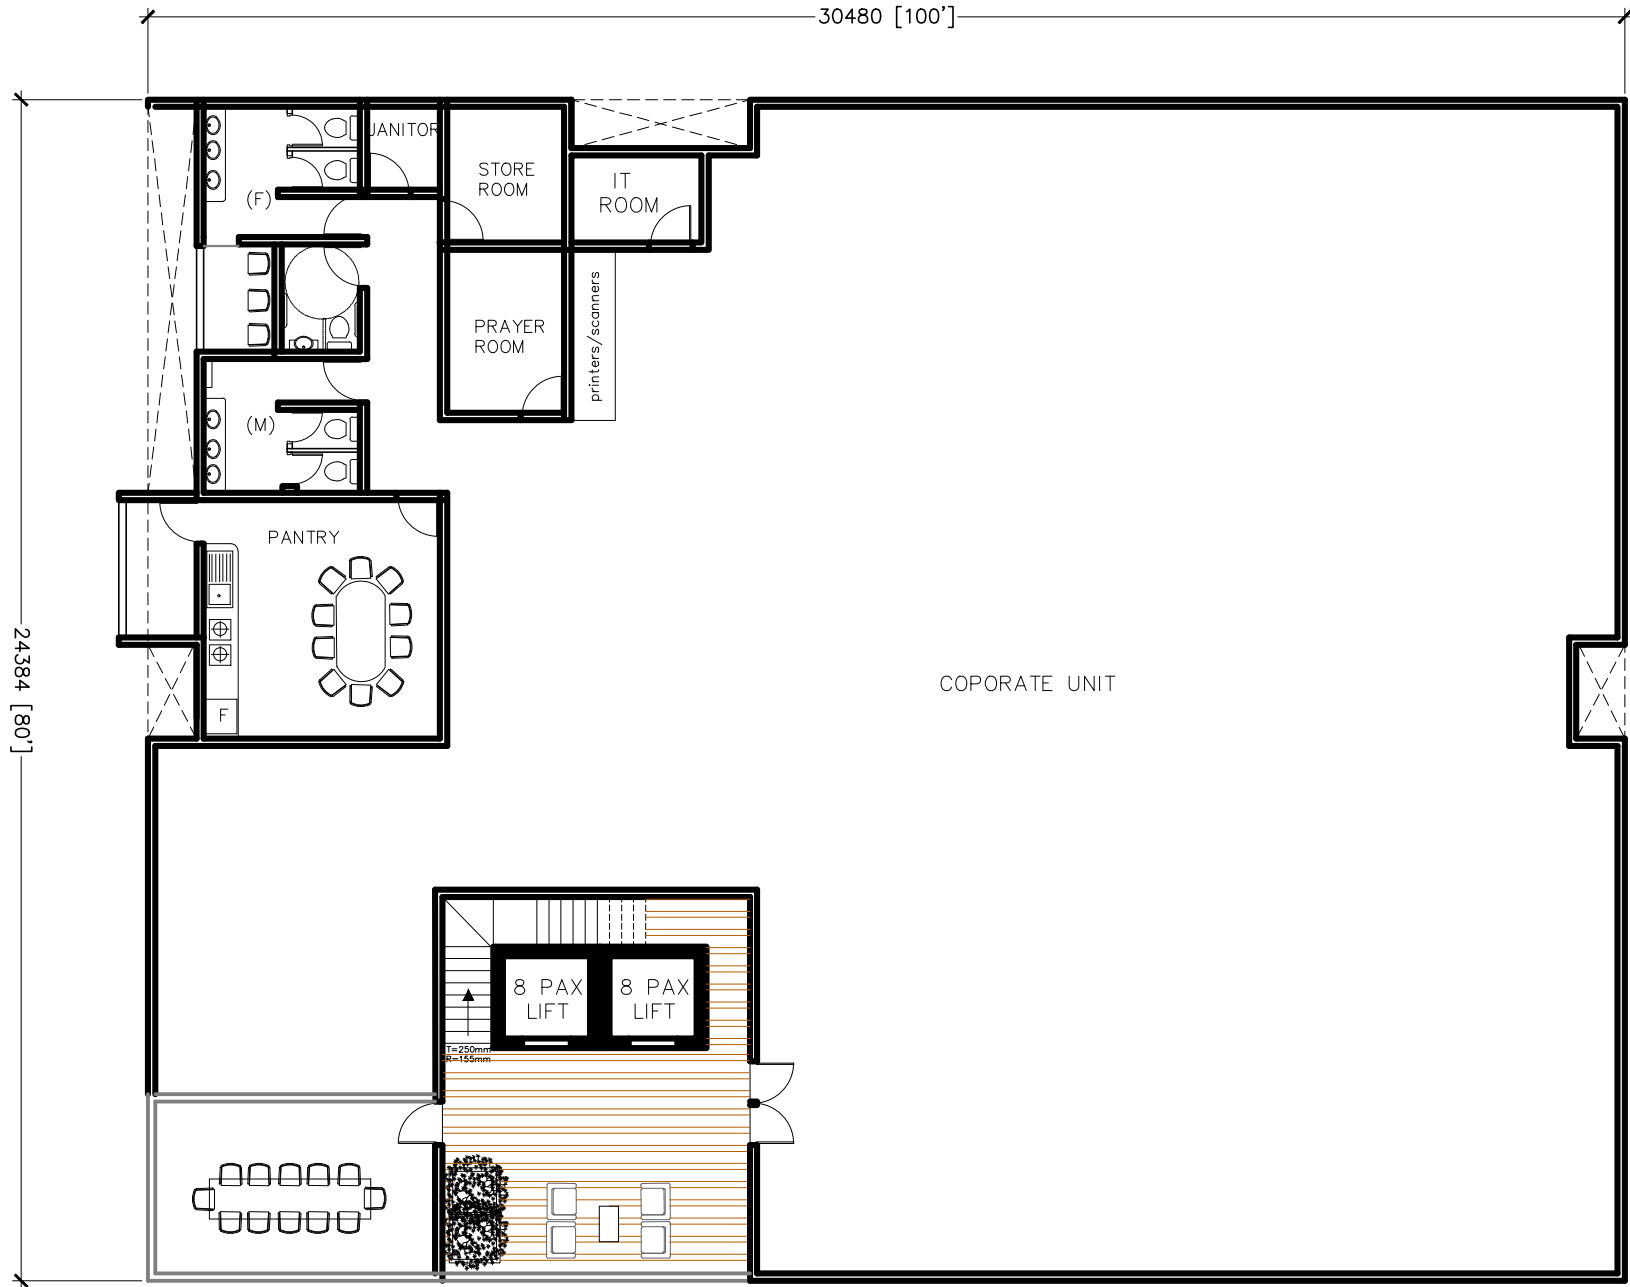 30480 [100']
JANITOR
STORE
ROOM
IT
ROOM
(F)
printers/scanners
PRAYER
ROOM
(M)
PANTRY
24384 [80']
COPORATE UNIT
F
8 PAX
LIFT
8 PAX
LIFT
T=250mm
R=155mm